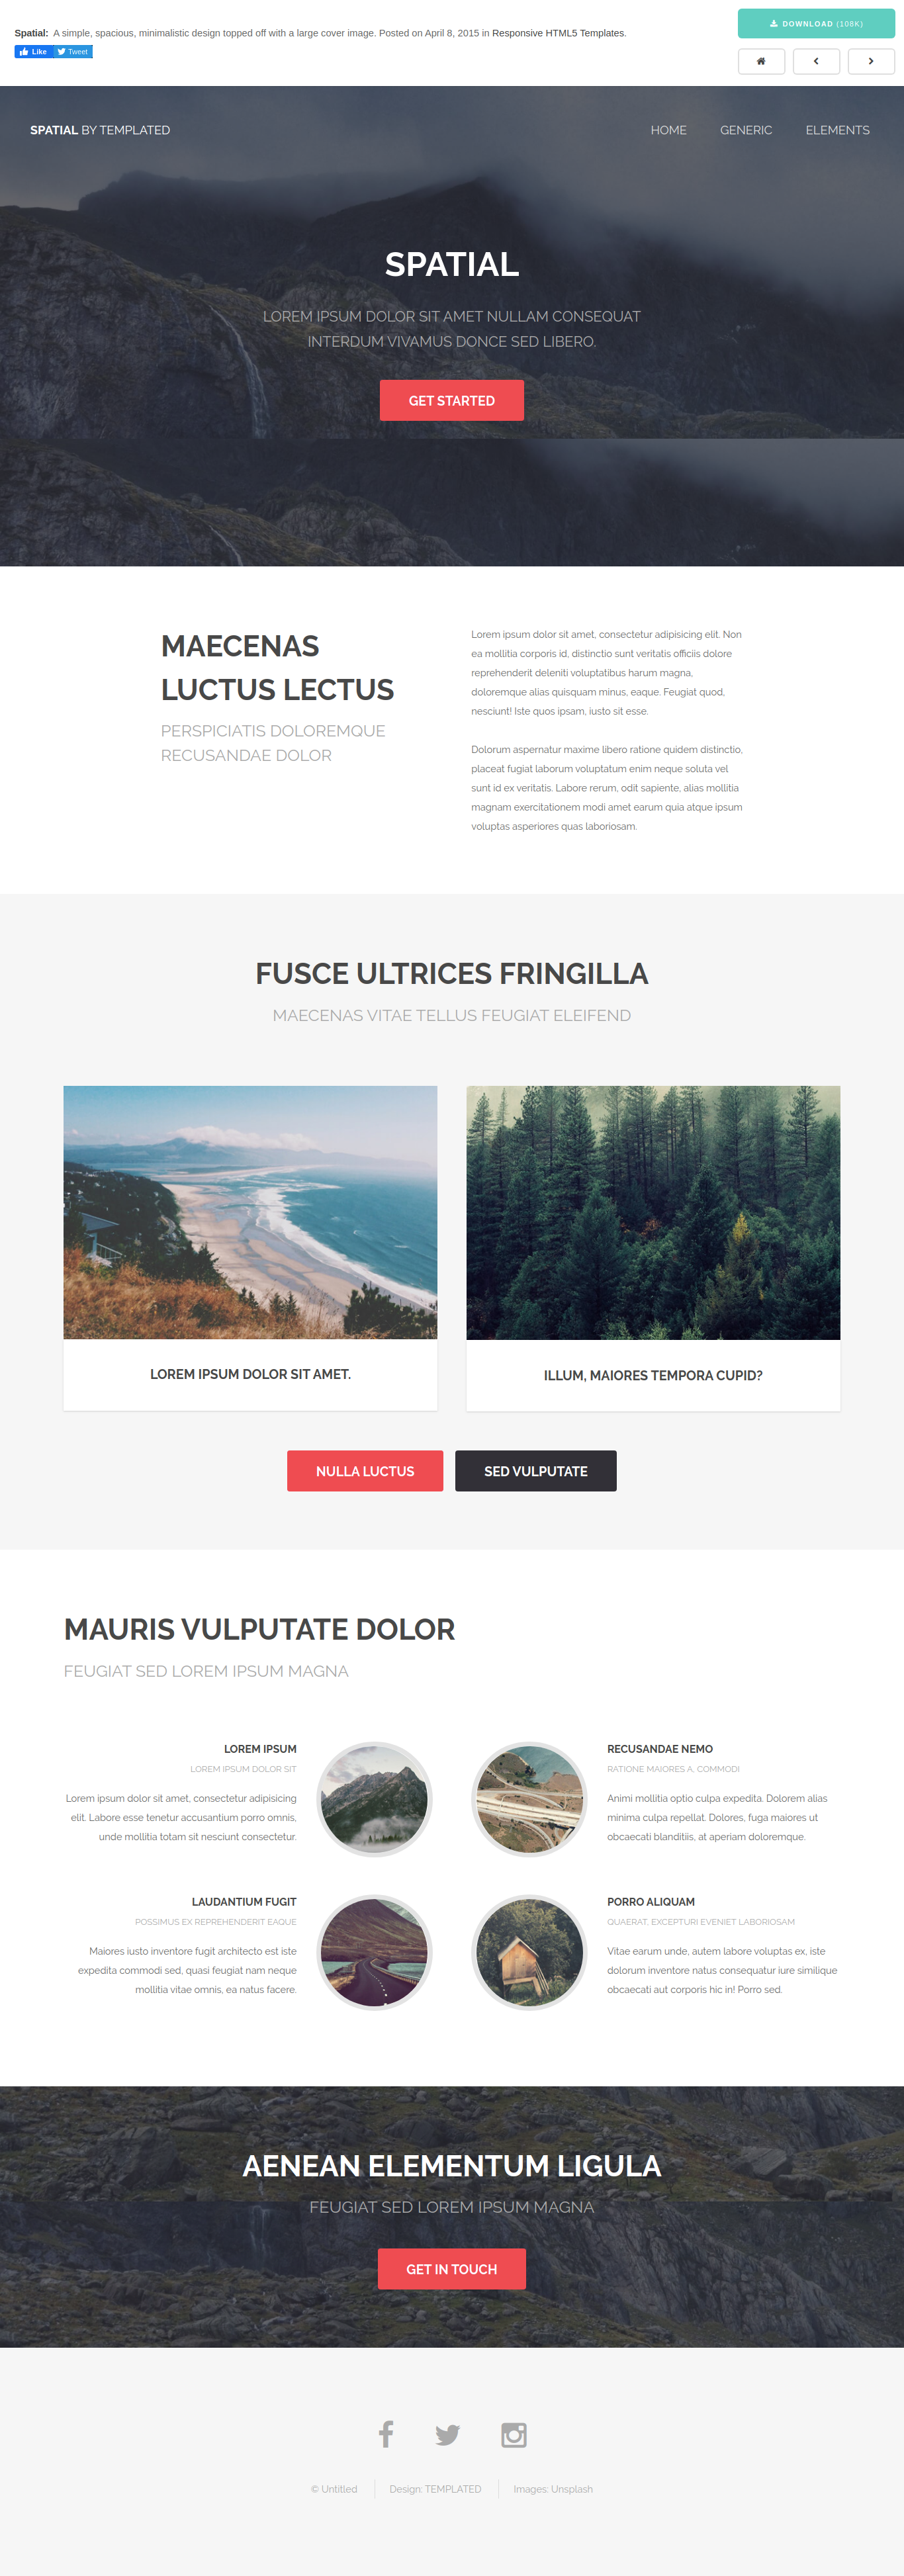 Spatial: A simple, spacious, minimalistic design topped off with a large cover image. Posted on April 8, 2015 in Responsive HTML5 Templates.
DOWNLOAD (108K)
Like Tweet
SPATIAL BY TEMPLATED
HOME GENERIC ELEMENTS
SPATIAL
LOREM IPSUM DOLOR SIT AMET NULLAM CONSEQUAT
INTERDUM VIVAMUS DONCE SED LIBERO.
GET STARTED
MAECENAS
LUCTUS LECTUS
PERSPICIATIS DOLOREMQUE
RECUSANDAE DOLOR
Lorem ipsum dolor sit amet, consectetur adipisicing elit. Non
ea mollitia corporis id, distinctio sunt veritatis officiis dolore
reprehenderit deleniti voluptatibus harum magna,
doloremque alias quisquam minus, eaque. Feugiat quod,
nesciunt! Iste quos ipsam, iusto sit esse.
Dolorum aspernatur maxime libero ratione quidem distinctio,
placeat fugiat laborum voluptatum enim neque soluta vel
sunt id ex veritatis. Labore rerum, odit sapiente, alias mollitia
magnam exercitationem modi amet earum quia atque ipsum
voluptas asperiores quas laboriosam.
FUSCE ULTRICES FRINGILLA
MAECENAS VITAE TELLUS FEUGIAT ELEIFEND
LOREM IPSUM DOLOR SIT AMET.
ILLUM, MAIORES TEMPORA CUPID?
NULLA LUCTUS
SED VULPUTATE
MAURIS VULPUTATE DOLOR
FEUGIAT SED LOREM IPSUM MAGNA
LOREM IPSUM
LOREM IPSUM DOLOR SIT
Lorem ipsum dolor sit amet, consectetur adipisicing
elit. Labore esse tenetur accusantium porro omnis,
unde mollitia totam sit nesciunt consectetur.
RECUSANDAE NEMO
RATIONE MAIORES A, COMMODI
Animi mollitia optio culpa expedita. Dolorem alias
minima culpa repellat. Dolores, fuga maiores ut
obcaecati blanditiis, at aperiam doloremque.
LAUDANTIUM FUGIT
POSSIMUS EX REPREHENDERIT EAQUE
Maiores iusto inventore fugit architecto est iste
expedita commodi sed, quasi feugiat nam neque
mollitia vitae omnis, ea natus facere.
PORRO ALIQUAM
QUAERAT, EXCEPTURI EVENIET LABORIOSAM
Vitae earum unde, autem labore voluptas ex, iste
dolorum inventore natus consequatur iure similique
obcaecati aut corporis hic in! Porro sed.
AENEAN ELEMENTUM LIGULA
FEUGIAT SED LOREM IPSUM MAGNA
GET IN TOUCH
© Untitled Design: TEMPLATED Images: Unsplash